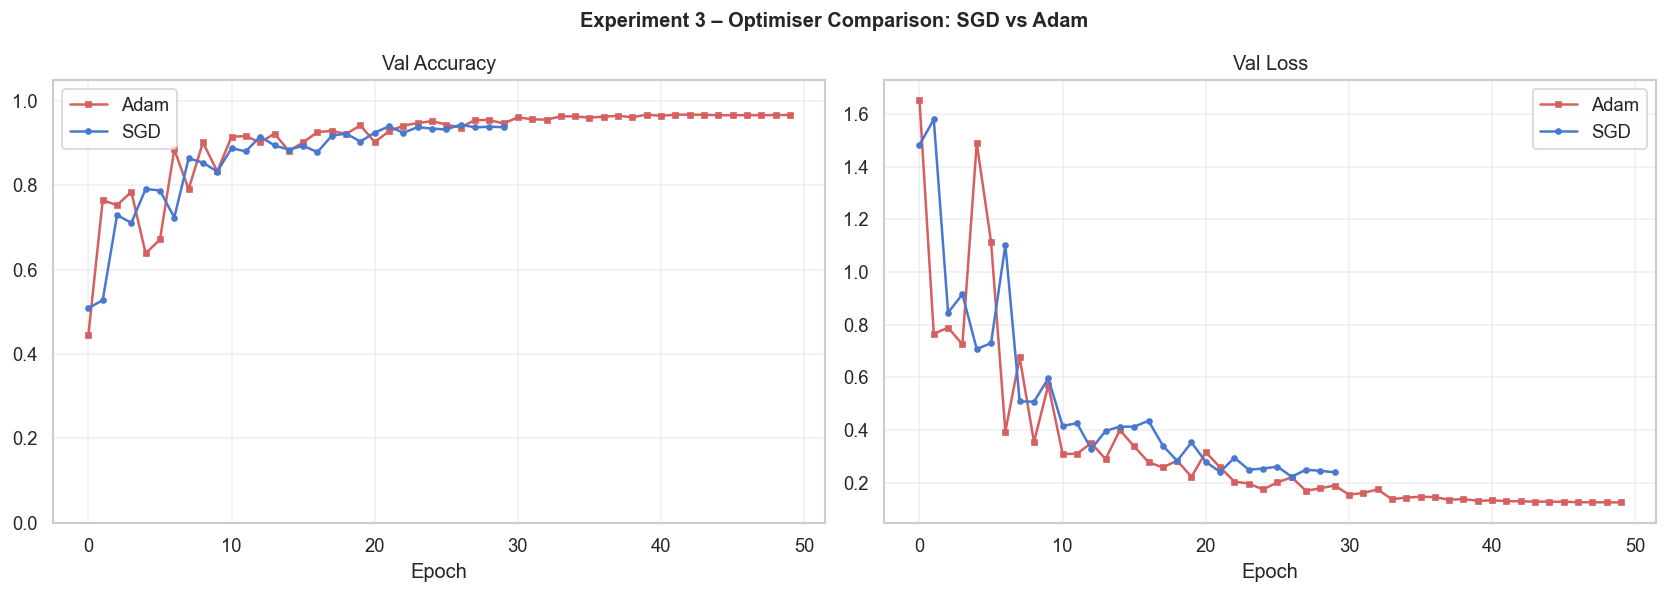 Experiment 3 – Optimiser Comparison: SGD vs Adam
Val Accuracy
Adam
SGD
1.0
0.8
0.6
0.4
0.2
0.0
0 10 20 30 40 50
Epoch
Val Loss
Adam
SGD
1.6
1.4
1.2
1.0
0.8
0.6
0.4
0.2
0 10 20 30 40 50
Epoch